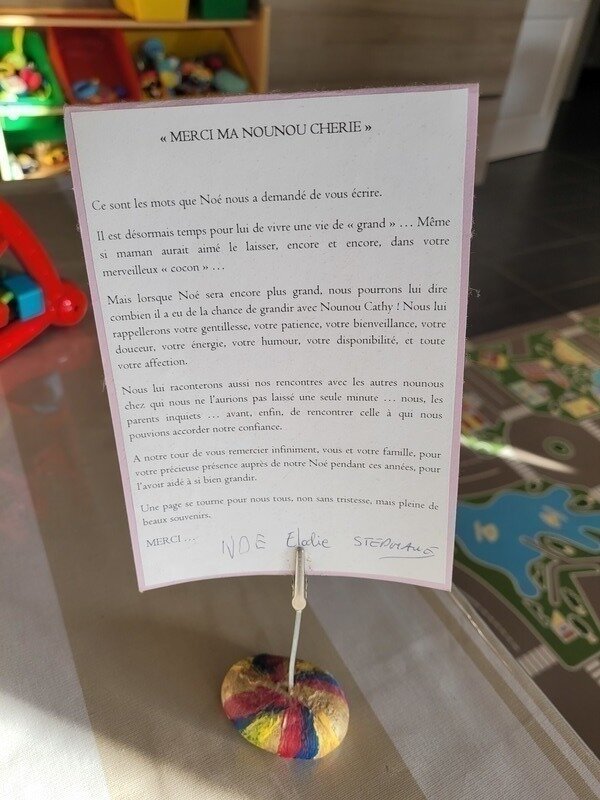 « MERCI MA NOUNOU CHERIE »
Ce sont les mots que Noé nous a demandé de vous écrire.
Il est désormais temps pour lui de vivre une vie de « grand » … Même
si maman aurait aimé le laisser, encore et encore, dans votre
merveilleux « cocon » …
Mais lorsque Noé sera encore plus grand, nous pourrons lui dire
combien il a eu de la chance de grandir avec Nounou Cathy ! Nous lui
rappellerons votre gentillesse, votre patience, votre bienveillance, votre
douceur, votre énergie, votre humour, votre disponibilité, et toute
votre affection.
Nous lui raconterons aussi nos rencontres avec les autres nounous
chez qui nous ne l'aurions pas laissé une seule minute … nous, les
parents inquiets … avant, enfin, de rencontrer celle à qui nous
pouvions accorder notre confiance.
A notre tour de vous remercier infiniment, vous et votre famille, pour
votre précieuse présence auprès de notre Noé pendant ces années, pour
l'avoir aidé à si bien grandir.
Une page se tourne pour nous tous, non sans tristesse, mais pleine de
beaux souvenirs.
MERCI … NOE Elodie STEPHANE